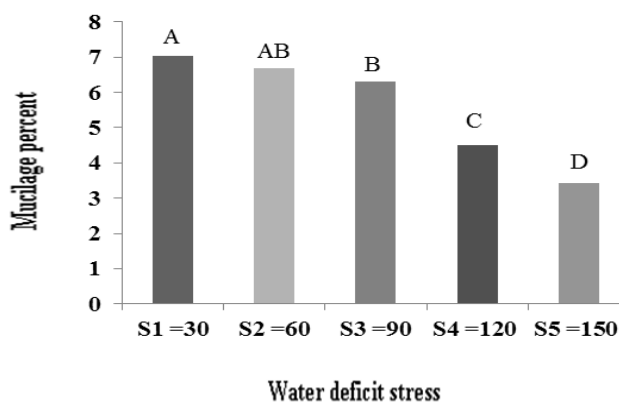 8
7
6
5
4
3
2
1
0
Mucilage percent
A
AB
B
C
D
S1 =30 S2 =60 S3 =90 S4 =120 S5 =150
Water deficit stress